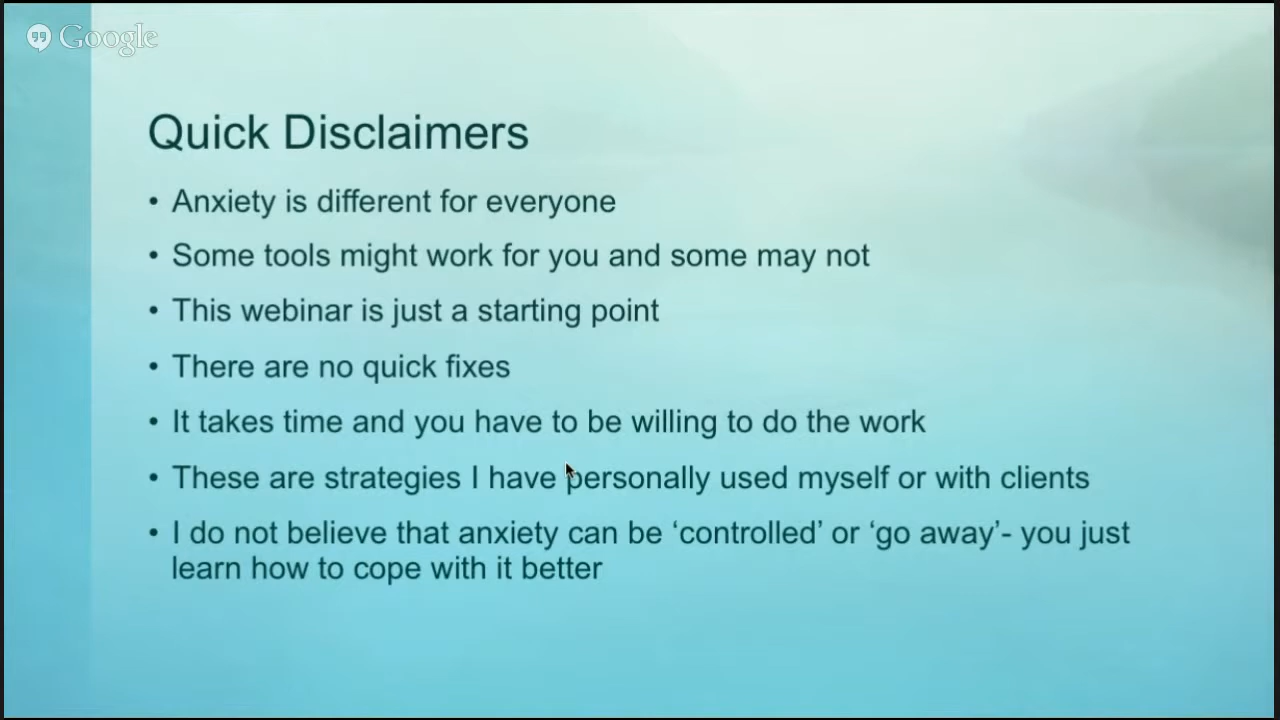 Google
Quick Disclaimers
• Anxiety is different for everyone
• Some tools might work for you and some may not
• This webinar is just a starting point
• There are no quick fixes
• It takes time and you have to be willing to do the work
• These are strategies I have personally used myself or with clients
• I do not believe that anxiety can be ‘controlled’ or ‘go away’- you just
learn how to cope with it better